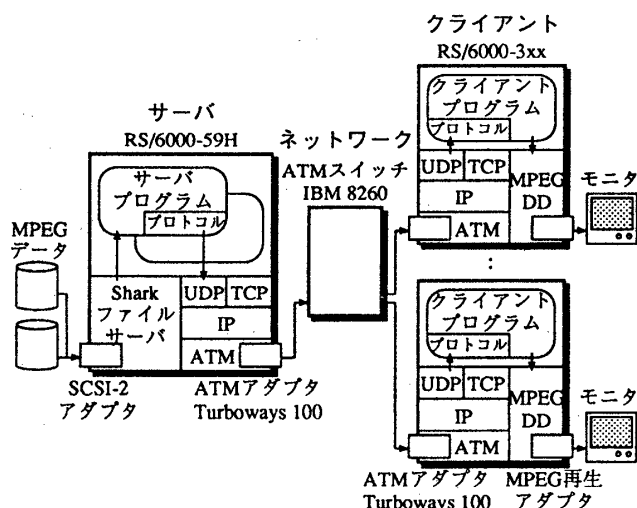 クライアント
RS/6000-3xx
クライアント
プログラム
プロトコル
UDP TCP
IP
ATM
MPEG
DD
モニタ
サーバ
RS/6000-59H
サーバ
プログラム
プロトコル
MPEG
データ
Shark
ファイル
サーバ
UDP TCP
IP
ATM
SCSI-2
アダプタ
ATMアダプタ
Turboways 100
ネットワーク
ATMスイッチ
IBM 8260
:
クライアント
プログラム
プロトコル
UDP TCP
IP
ATM
MPEG
DD
モニタ
ATMアダプタ
Turboways 100
MPEG再生
アダプタ